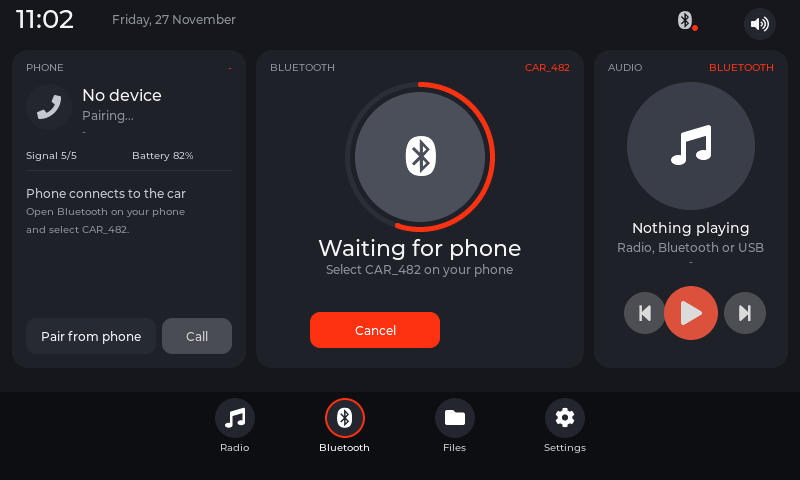 11:02
Friday, 27 November
PHONE
-
No device
Pairing...
-
Signal 5/5
Battery 82%
Phone connects to the car
Open Bluetooth on your phone
and select CAR_482.
Pair from phone
Call
BLUETOOTH
CAR_482
Waiting for phone
Select CAR_482 on your phone
Cancel
AUDIO
BLUETOOTH
Nothing playing
Radio, Bluetooth or USB
-
Radio
Bluetooth
Files
Settings